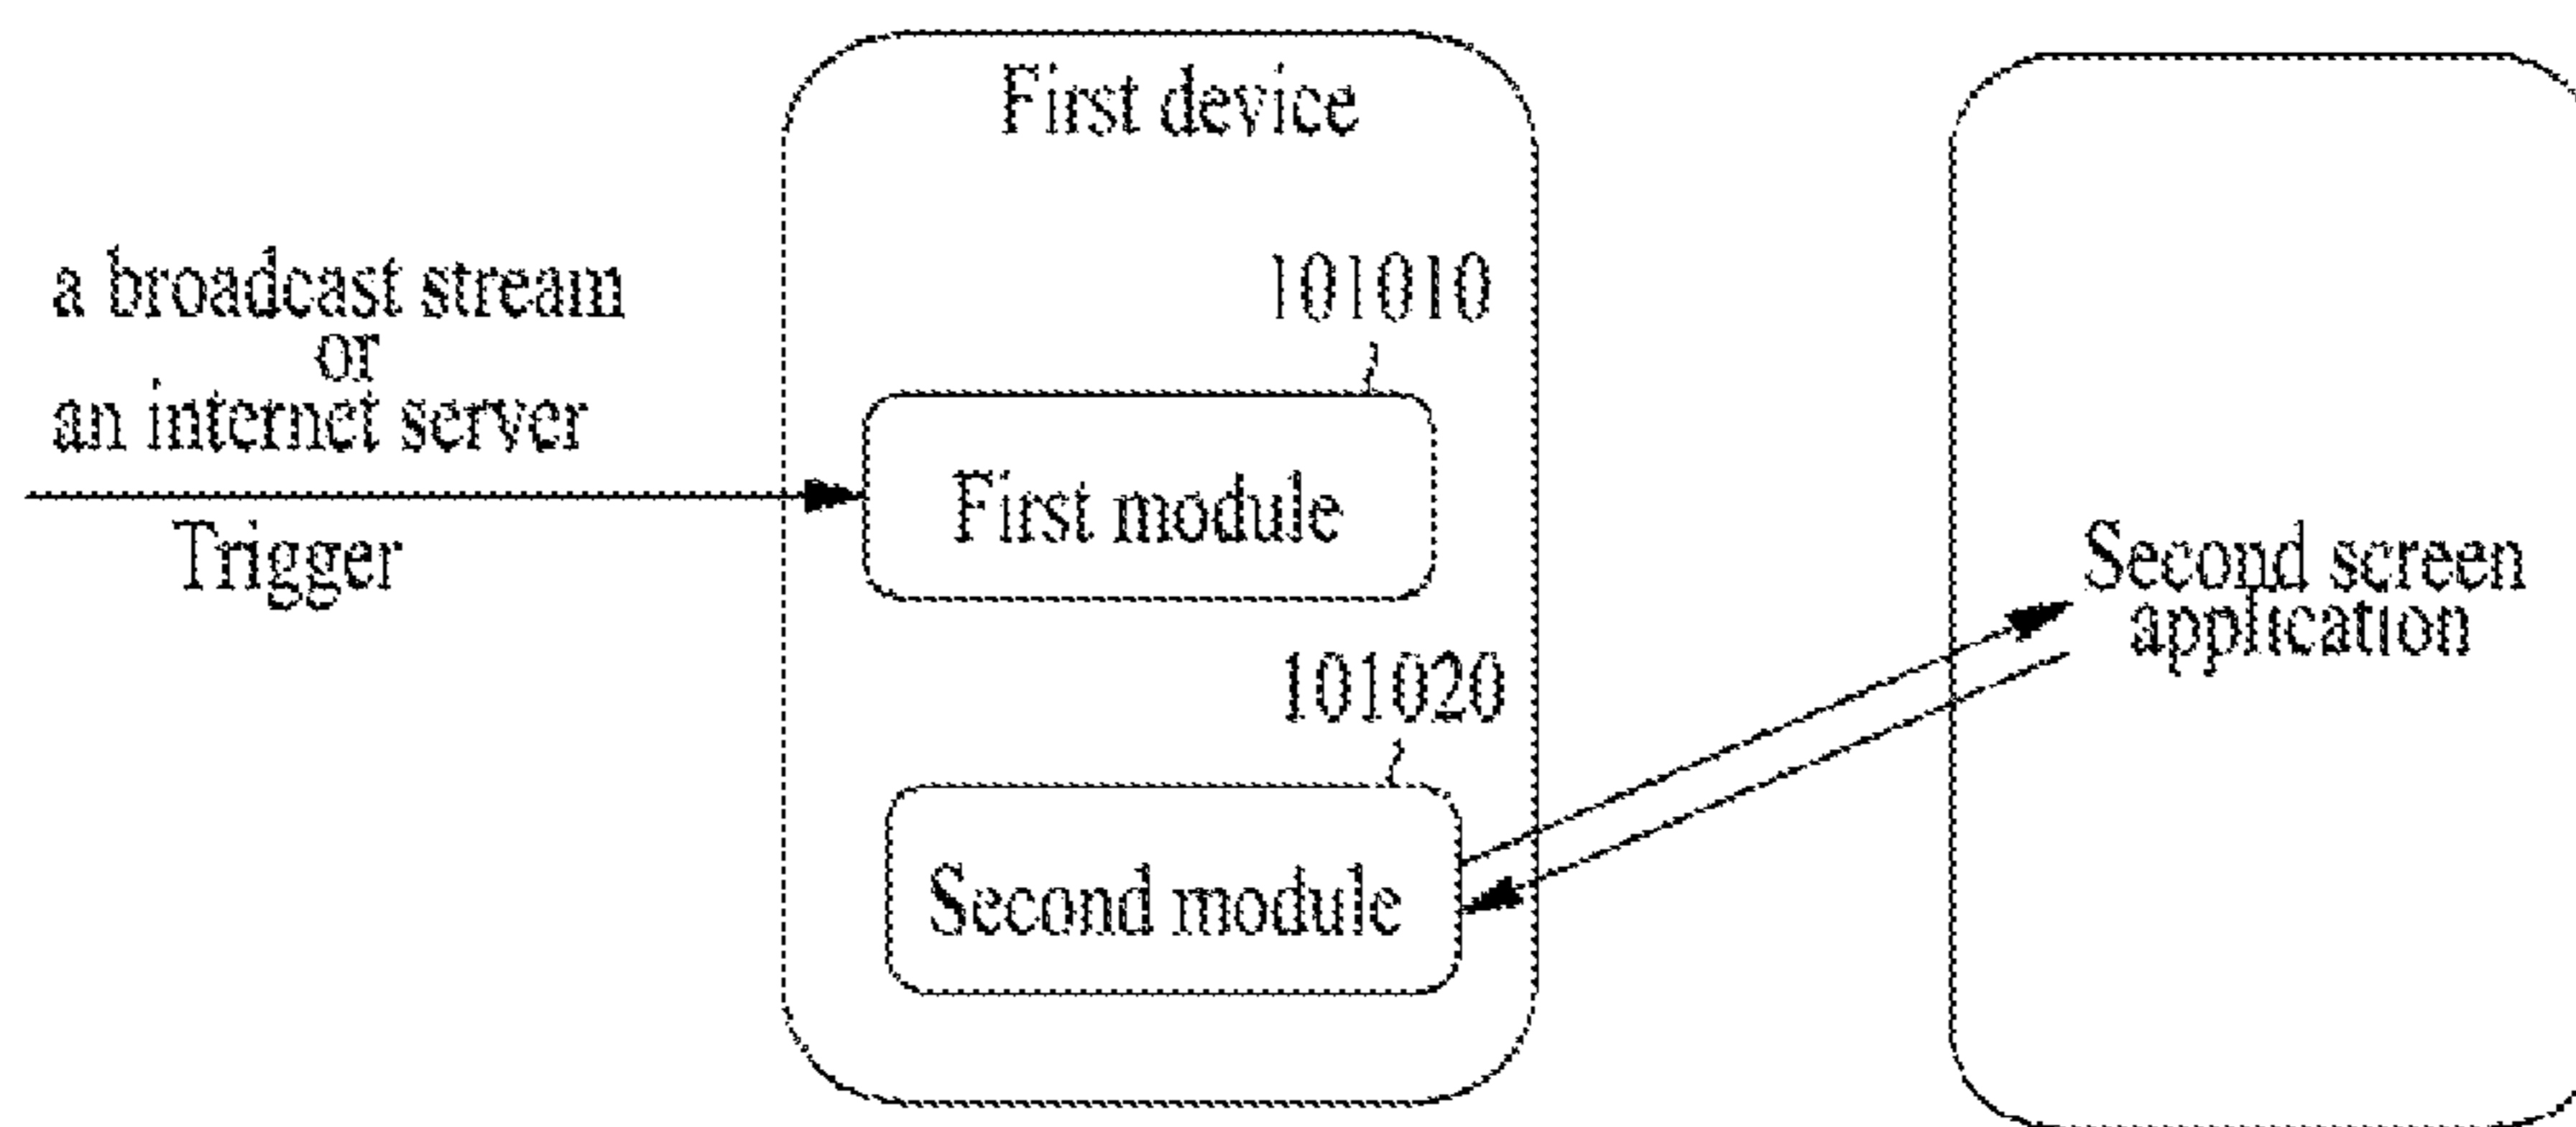 First device
a broadcast stream
or
an internet server
Trigger
101010
First module
101020
Second module
Second screen
application